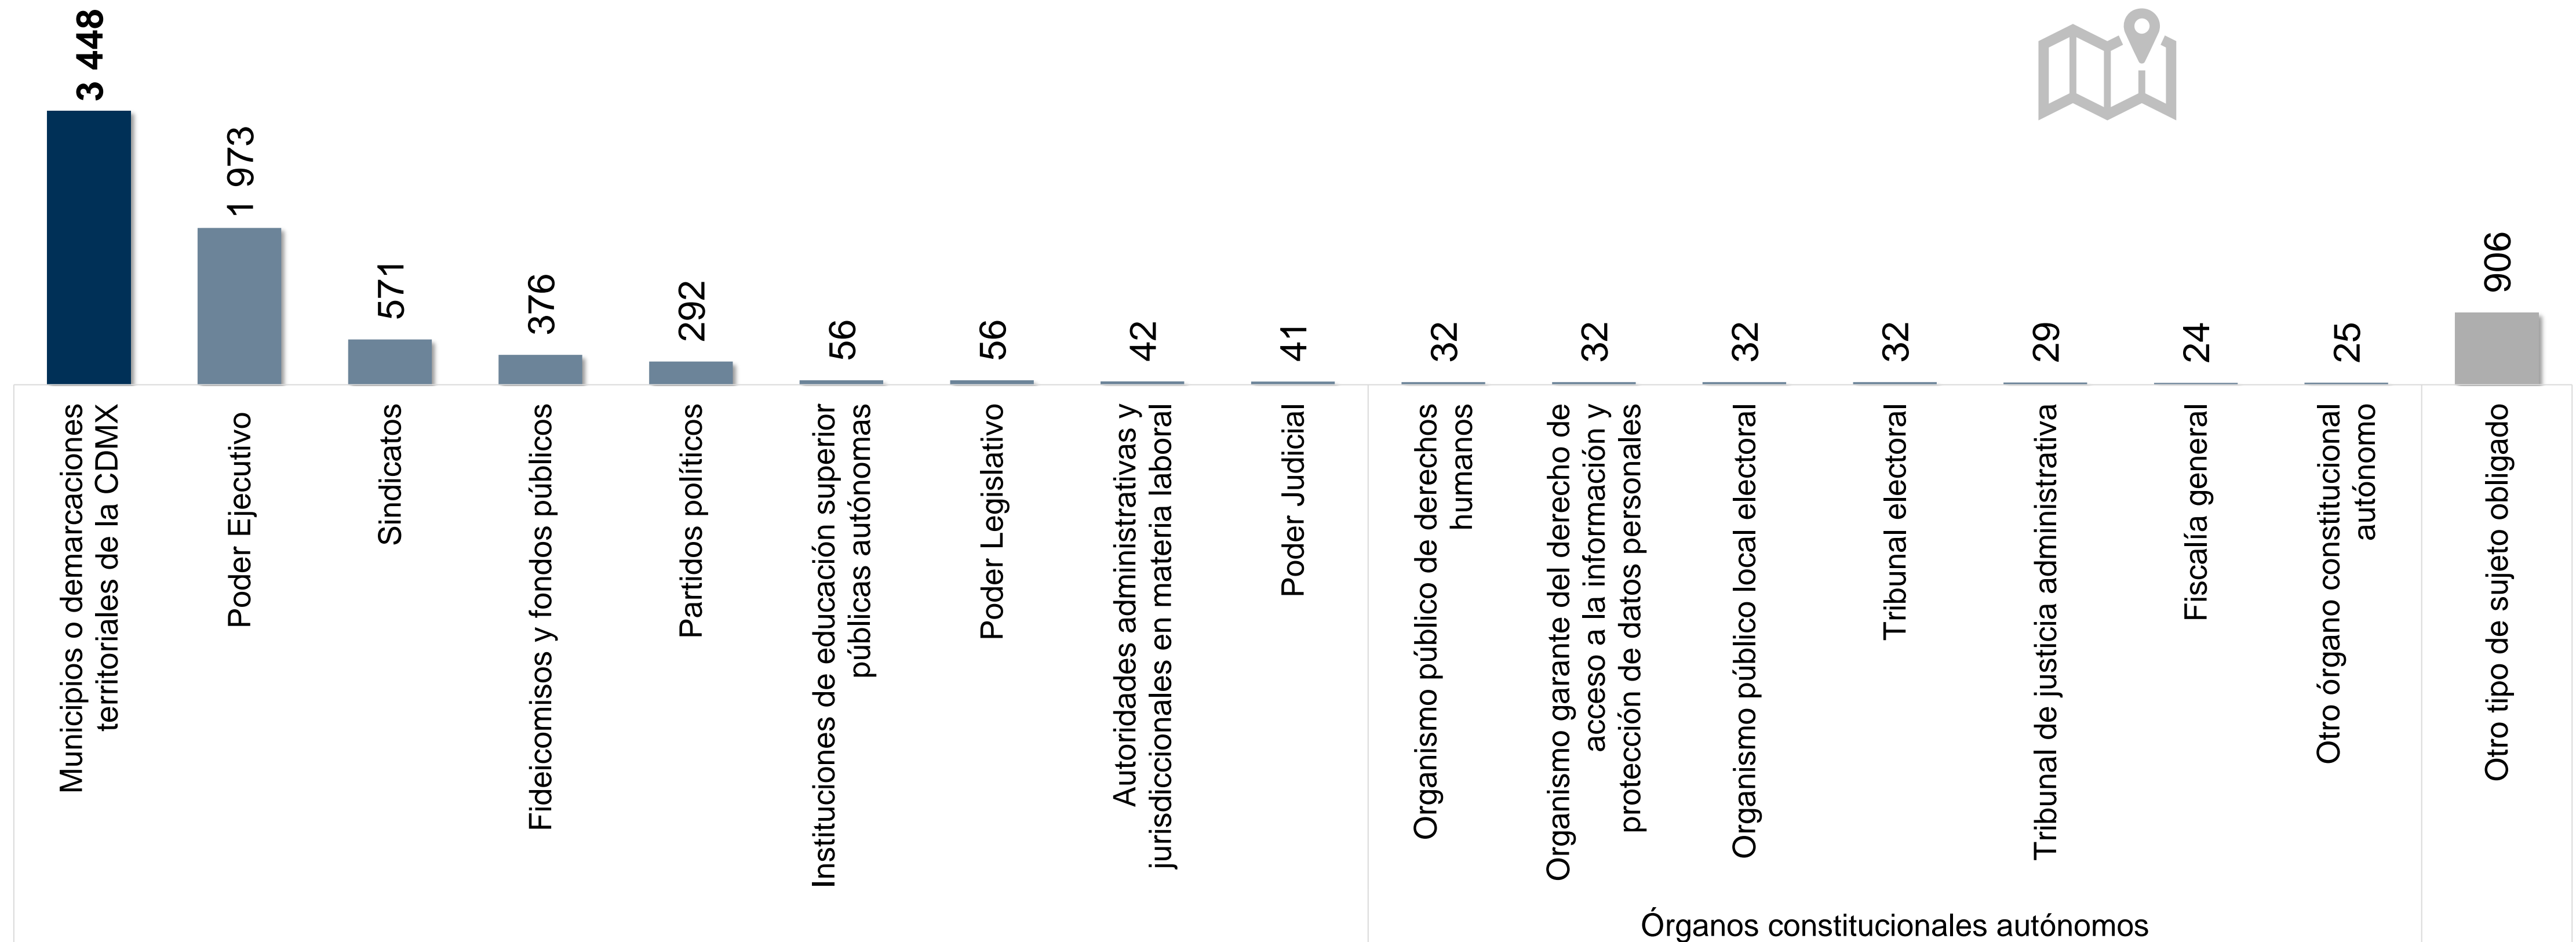 3 448
1 973
571
376
292
56
56
42
41
32
32
32
32
29
24
25
906
Municipios o demarcaciones
territoriales de la CDMX
Poder Ejecutivo
Sindicatos
Fideicomisos y fondos públicos
Partidos políticos
Instituciones de educación superior
públicas autónomas
Poder Legislativo
Autoridades administrativas y
jurisdiccionales en materia laboral
Poder Judicial
Organismo público de derechos
humanos
Organismo garante del derecho de
acceso a la información y
protección de datos personales
Organismo público local electoral
Tribunal electoral
Tribunal de justicia administrativa
Fiscalía general
Otro órgano constitucional
autónomo
Otro tipo de sujeto obligado
Órganos constitucionales autónomos